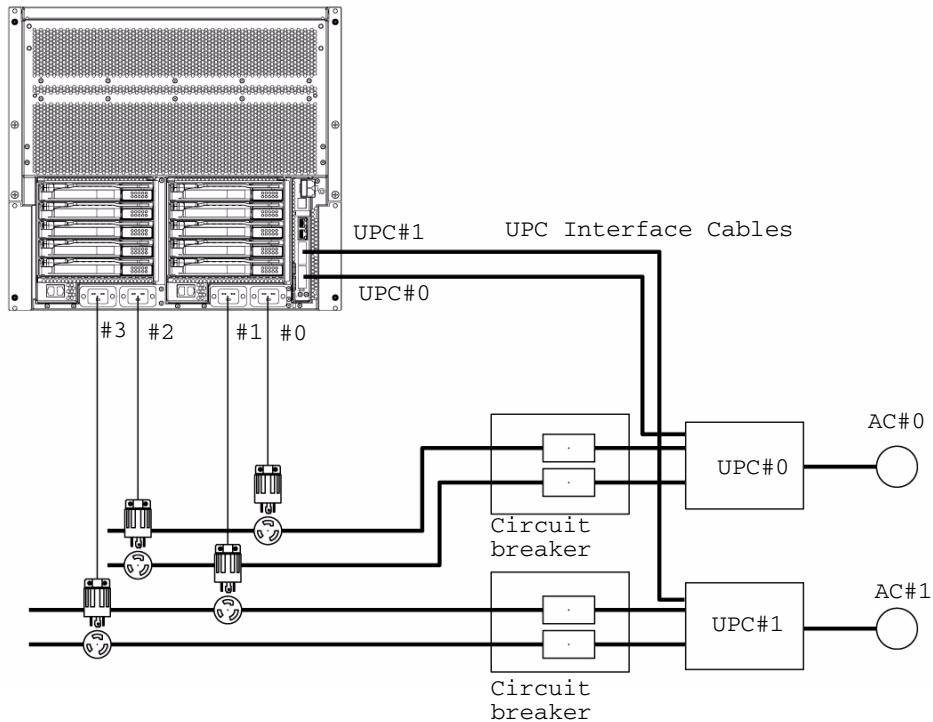 UPC#1
UPC Interface Cables
UPC#0
#3
#2
#1
#0
AC#0
UPC#0
Circuit
breaker
AC#1
UPC#1
Circuit
breaker